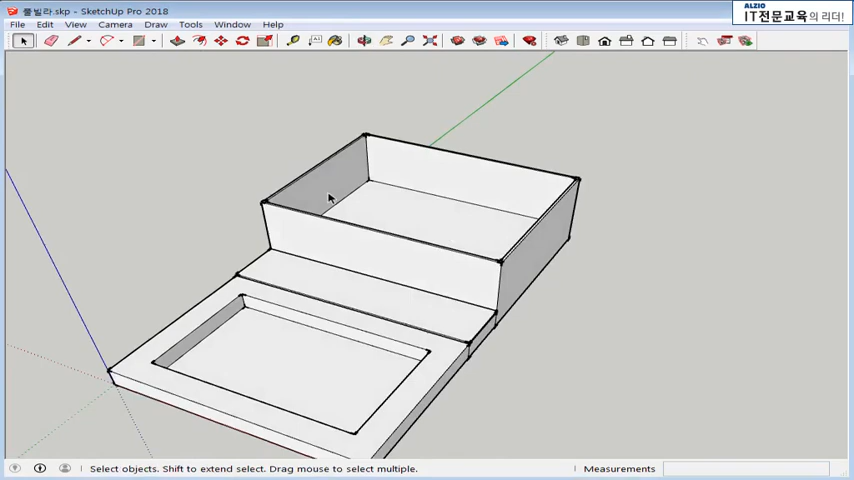 풀빌라.skp - SketchUp Pro 2018
ALZIO
IT전문교육의 리더!
File Edit View Camera Draw Tools Window Help
Select objects. Shift to extend select. Drag mouse to select multiple.
Measurements